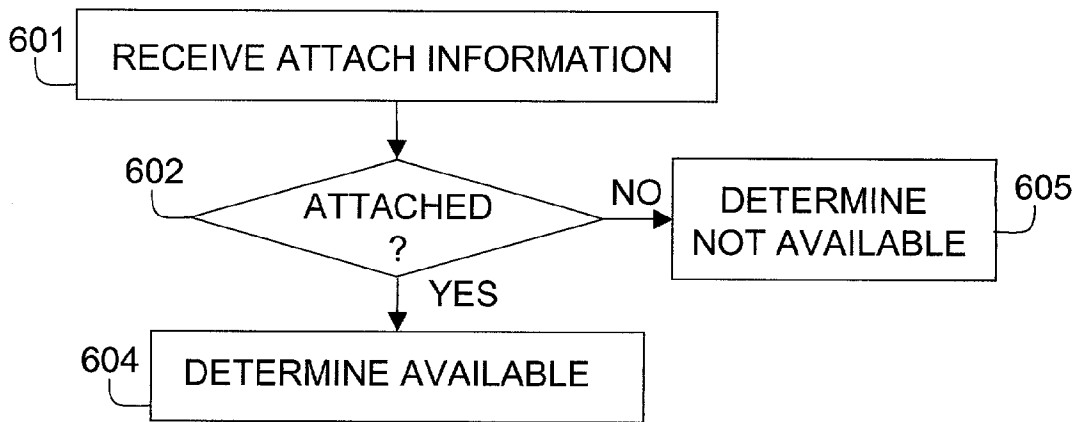 601
RECEIVE ATTACH INFORMATION
602
ATTACHED
?
NO
DETERMINE
NOT AVAILABLE
605
YES
604
DETERMINE AVAILABLE